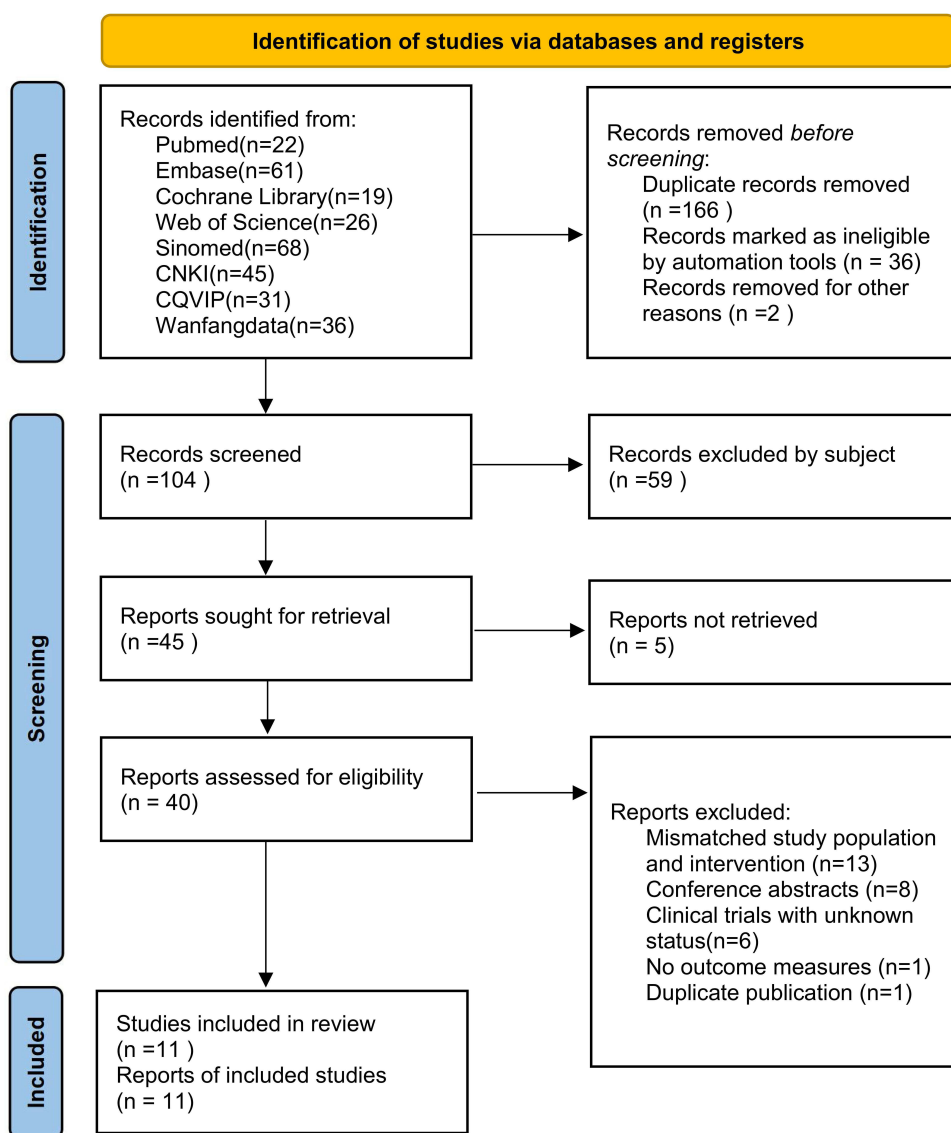 Identification of studies via databases and registers
Identification
Records identified from:
Pubmed(n=22)
Embase(n=61)
Cochrane Library(n=19)
Web of Science(n=26)
Sinomed(n=68)
CNKI(n=45)
CQVIP(n=31)
Wanfangdata(n=36)
Records removed before
screening:
Duplicate records removed
(n =166 )
Records marked as ineligible
by automation tools (n = 36)
Records removed for other
reasons (n =2 )
Screening
Records screened
(n =104 )
Records excluded by subject
(n =59 )
Reports sought for retrieval
(n =45 )
Reports not retrieved
(n = 5)
Reports assessed for eligibility
(n = 40)
Reports excluded:
Mismatched study population
and intervention (n=13)
Conference abstracts (n=8)
Clinical trials with unknown
status(n=6)
No outcome measures (n=1)
Duplicate publication (n=1)
Included
Studies included in review
(n =11 )
Reports of included studies
(n = 11)